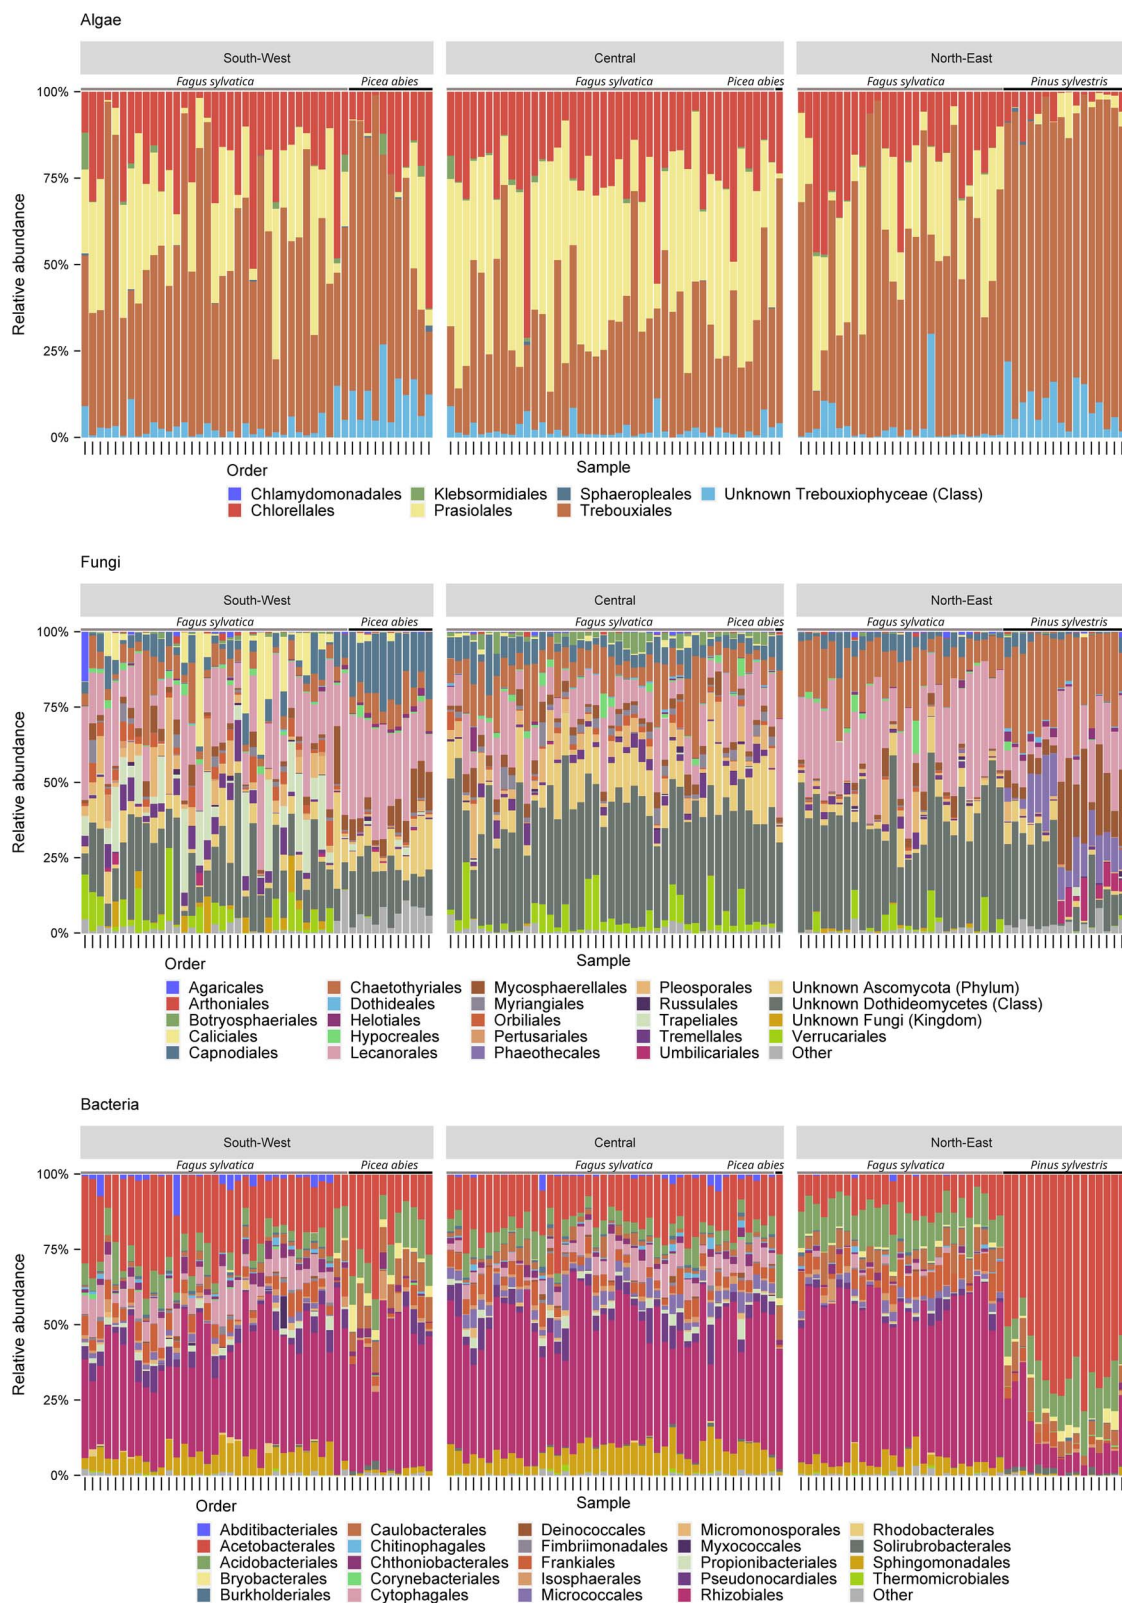 Algae
South-West Central North-East
Fagus sylvatica Picea abies Fagus sylvatica Picea abies Fagus sylvatica Pinus sylvestris
100%
75%
50%
25%
0%
Relative abundance
Sample
Order
Chlamydomonadales Klebsormidiales Sphaeropleales Unknown Trebouxiophyceae (Class)
Chlorellales Prasiolales Trebouxiales
Fungi
South-West Central North-East
Fagus sylvatica Picea abies Fagus sylvatica Picea abies Fagus sylvatica Pinus sylvestris
100%
75%
50%
25%
0%
Relative abundance
Sample
Order
Agaricales Chaetothyriales Mycosphaerellales Pleosporales Unknown Ascomycota (Phylum)
Arthoniales Dothideales Myriangiales Russulales Unknown Dothideomycetes (Class)
Botryosphaeriales Helotiales Orbiliales Trapeliales Unknown Fungi (Kingdom)
Caliciales Hypocreales Pertusariales Tremellales Verrucariales
Capnodiales Lecanorales Phaeothecales Umbilicariales Other
Bacteria
South-West Central North-East
Fagus sylvatica Picea abies Fagus sylvatica Picea abies Fagus sylvatica Pinus sylvestris
100%
75%
50%
25%
0%
Relative abundance
Sample
Order
Abditibacteriales Caulobacterales Deinococcales Micromonosporales Rhodobacterales
Acetobacterales Chitinophagales Fimbriimonadales Myxococcales Solirubrobacterales
Acidobacteriales Chthoniobacterales Frankiales Propionibacteriales Sphingomonadales
Bryobacterales Corynebacteriales Isosphaerales Pseudonocardiales Thermomicrobiales
Burkholderiales Cytophagales Micrococcales Rhizobiales Other